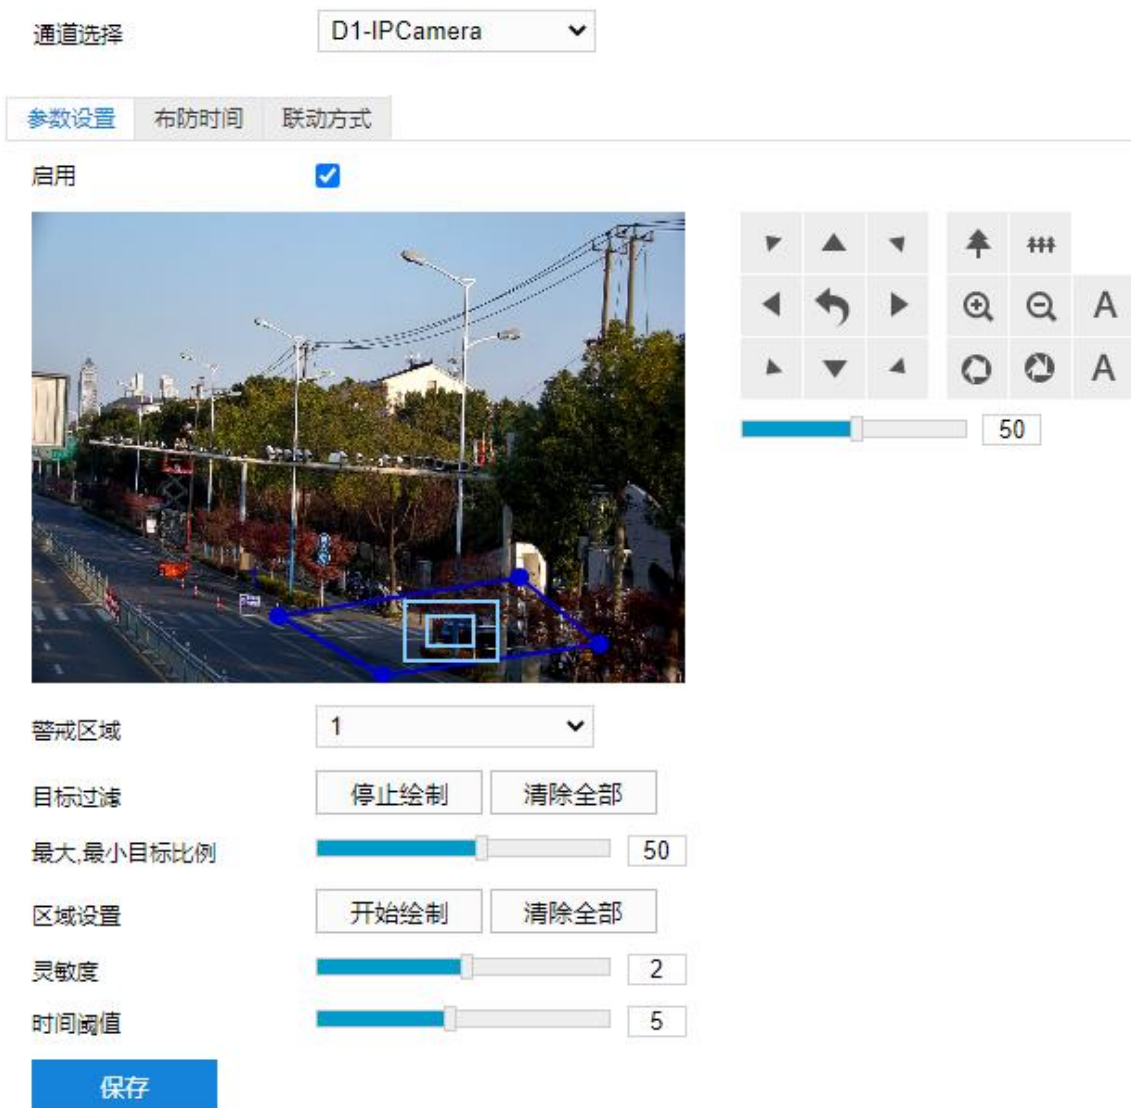 通道选择 D1-IPCamera
参数设置 布防时间 联动方式
启用
A
50
A
警戒区域 1
目标过滤 停止绘制 清除全部
最大,最小目标比例 50
区域设置 开始绘制 清除全部
灵敏度 2
时间阈值 5
保存